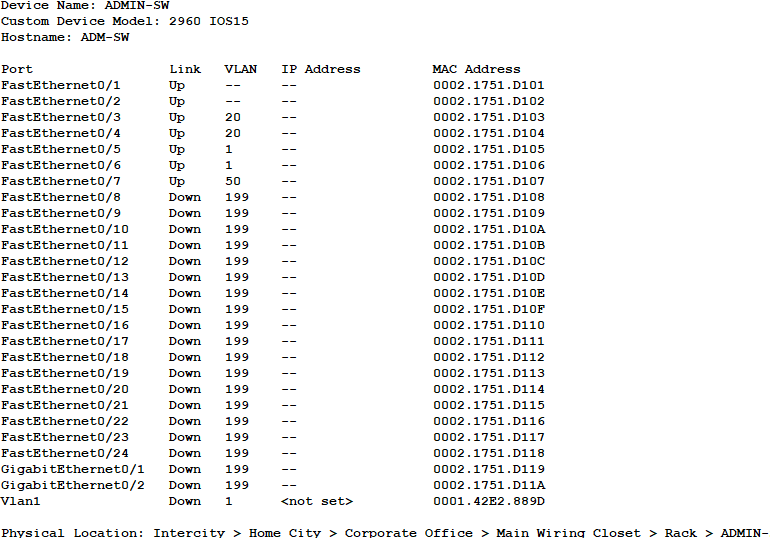 Device Name: ADMIN-SW
Custom Device Model: 2960 IOS15
Hostname: ADM-SW
Port Link VLAN IP Address MAC Address
FastEthernet0/1 Up -- -- 0002.1751.D101
FastEthernet0/2 Up -- -- 0002.1751.D102
FastEthernet0/3 Up 20 -- 0002.1751.D103
FastEthernet0/4 Up 20 -- 0002.1751.D104
FastEthernet0/5 Up 1 -- 0002.1751.D105
FastEthernet0/6 Up 1 -- 0002.1751.D106
FastEthernet0/7 Up 50 -- 0002.1751.D107
FastEthernet0/8 Down 199 -- 0002.1751.D108
FastEthernet0/9 Down 199 -- 0002.1751.D109
FastEthernet0/10 Down 199 -- 0002.1751.D10A
FastEthernet0/11 Down 199 -- 0002.1751.D10B
FastEthernet0/12 Down 199 -- 0002.1751.D10C
FastEthernet0/13 Down 199 -- 0002.1751.D10D
FastEthernet0/14 Down 199 -- 0002.1751.D10E
FastEthernet0/15 Down 199 -- 0002.1751.D10F
FastEthernet0/16 Down 199 -- 0002.1751.D110
FastEthernet0/17 Down 199 -- 0002.1751.D111
FastEthernet0/18 Down 199 -- 0002.1751.D112
FastEthernet0/19 Down 199 -- 0002.1751.D113
FastEthernet0/20 Down 199 -- 0002.1751.D114
FastEthernet0/21 Down 199 -- 0002.1751.D115
FastEthernet0/22 Down 199 -- 0002.1751.D116
FastEthernet0/23 Down 199 -- 0002.1751.D117
FastEthernet0/24 Down 199 -- 0002.1751.D118
GigabitEthernet0/1 Down 199 -- 0002.1751.D119
GigabitEthernet0/2 Down 199 -- 0002.1751.D11A
Vlan1 Down 1 <not set> 0001.42E2.889D
Physical Location: Intercity > Home City > Corporate Office > Main Wiring Closet > Rack > ADMIN-